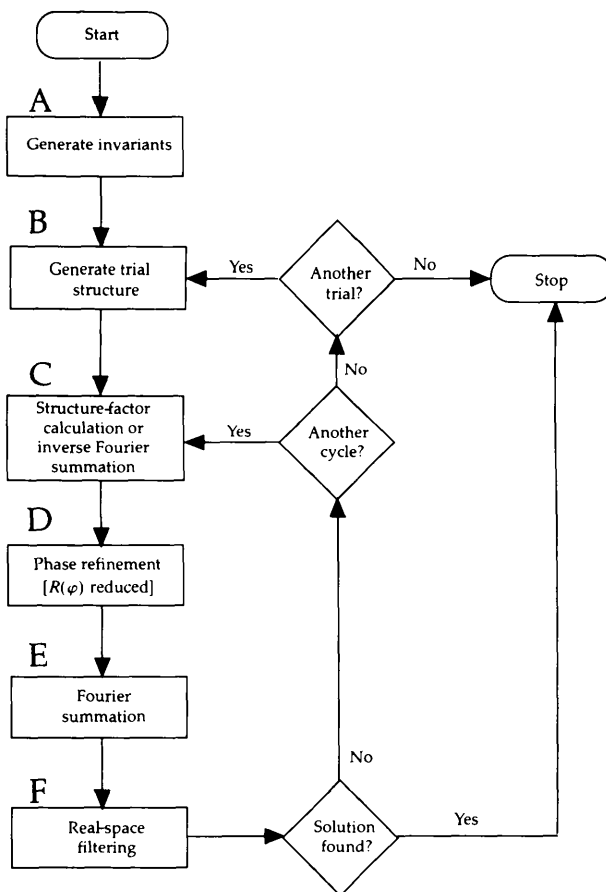 Start
A
Generate invariants
B
Generate trial
structure
Yes
Another
trial?
No
Stop
C
No
Structure-factor
calculation or
inverse Fourier
summation
Yes
Another
cycle?
D
Phase refinement
[R(φ) reduced]
E
Fourier
summation
No
F
Real-space
filtering
Solution
found?
Yes